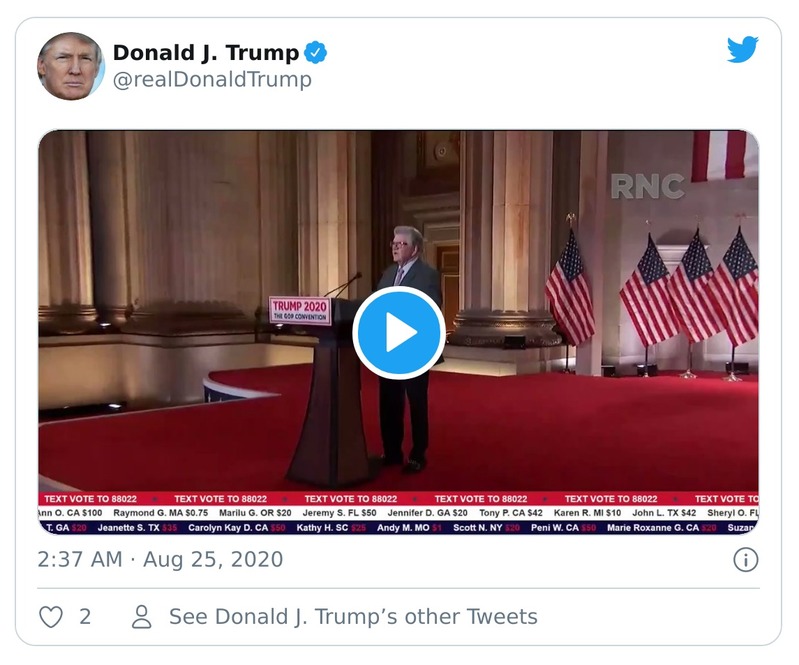 Donald J. Trump
@realDonaldTrump
RNC
TRUMP 2020
THE GOP CONVENTION
TEXT VOTE TO 88022 TEXT VOTE TO 88022 TEXT VOTE TO 88022 TEXT VOTE TO 88022 TEXT VOTE TO 88022 TEXT VOTE TO
Ann O. CA $100 Raymond G. MA $0.75 Marilu G. OR $20 Jeremy S. FL $50 Jennifer D. GA $20 Tony P. CA $42 Karen R. MI $10 John L. TX $42 Sheryl O. FL
T. GA $20 Jeanette S. TX $35 Carolyn Kay D. CA $50 Kathy H. SC $25 Andy M. MO $1 Scott N. NY $20 Peni W. CA $50 Marie Roxanne G. CA $20 Suzan
2:37 AM · Aug 25, 2020
2 See Donald J. Trump’s other Tweets